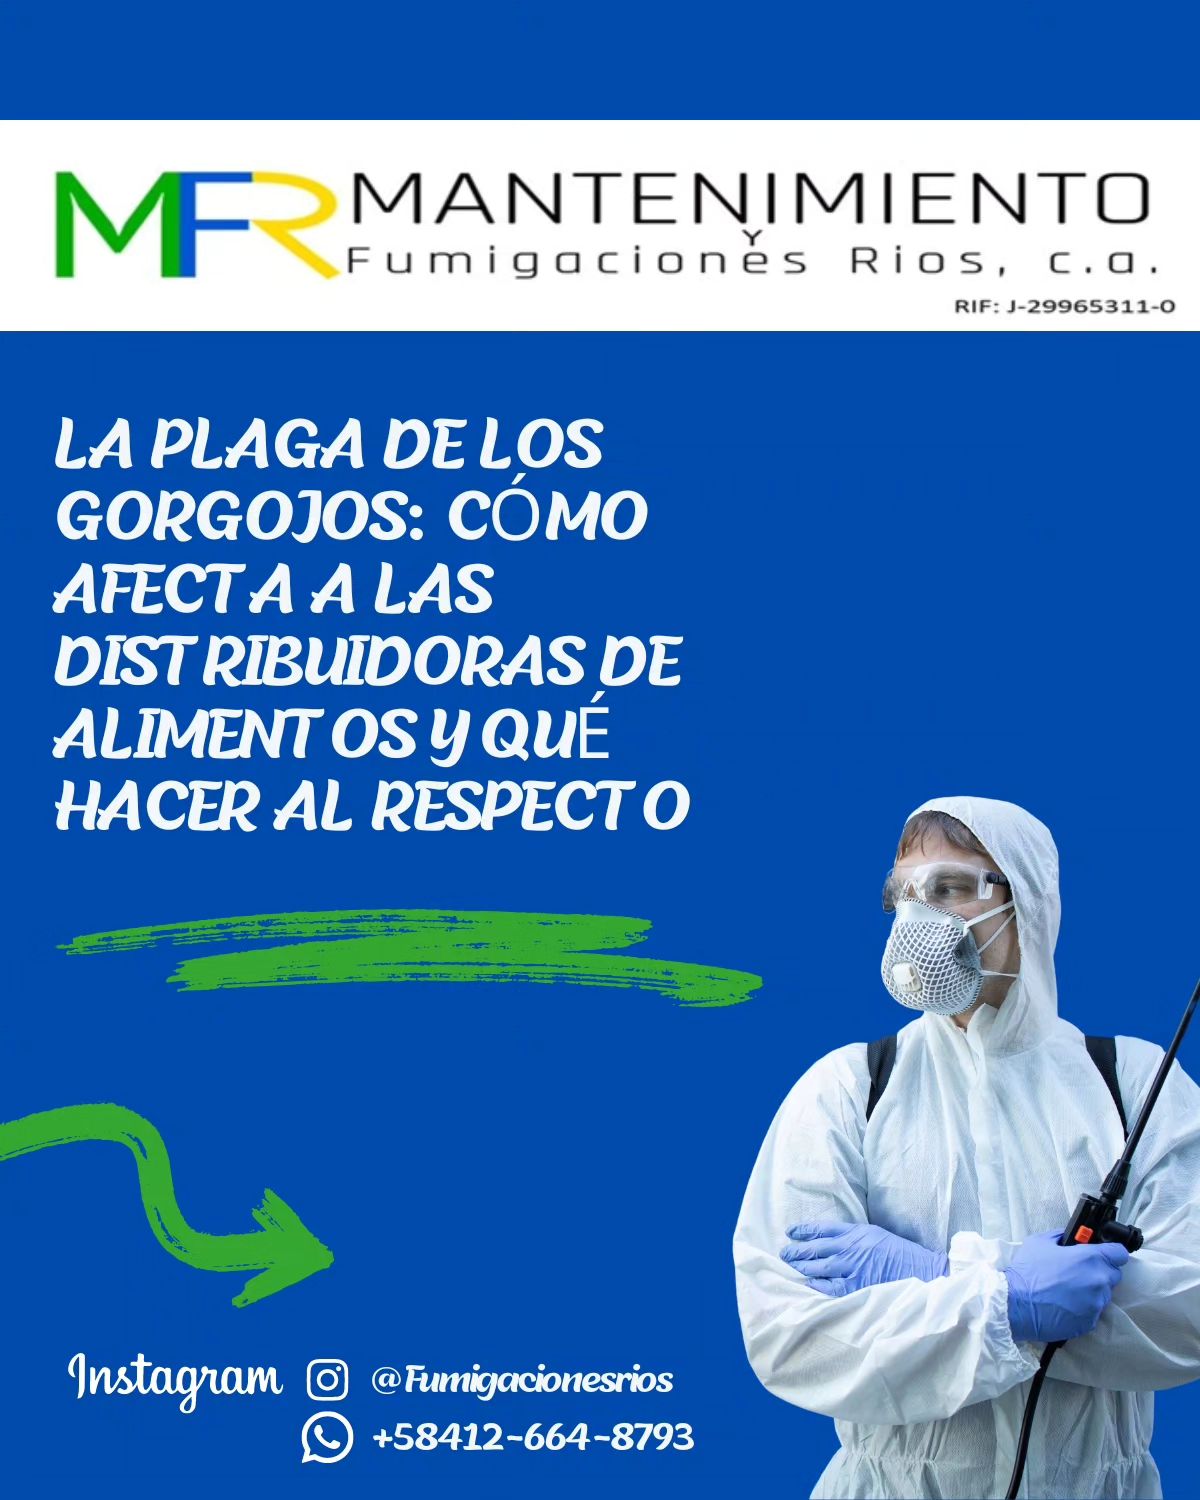 MFR MANTENIMIENTO
Y
Fumigaciones Rios, c.a.
RIF: J-29965311-0
LA PLAGA DE LOS
GORGOJOS: CÓMO
AFECTA A LAS
DISTRIBUIDORAS DE
ALIMENTOS Y QUÉ
HACER AL RESPECTO
Instagram @Fumigacionesrios
+58412-664-8793